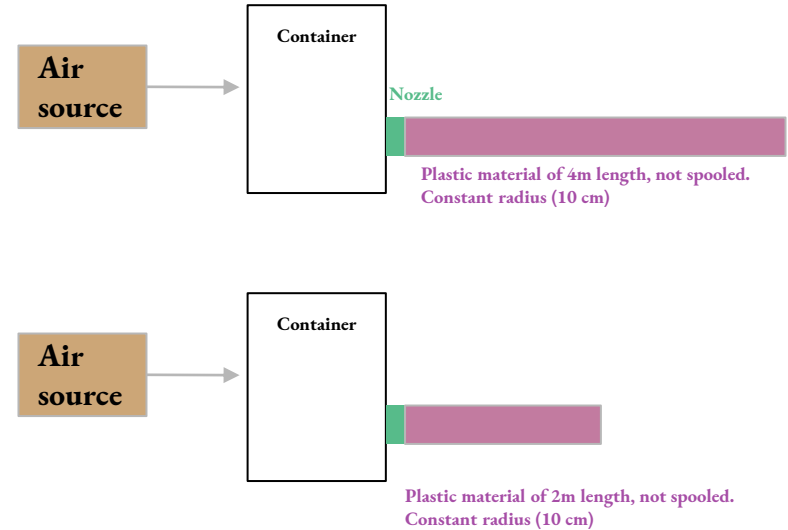 Container
Air
source
Nozzle
Plastic material of 4m length, not spooled.
Constant radius (10 cm)
Container
Air
source
Plastic material of 2m length, not spooled.
Constant radius (10 cm)